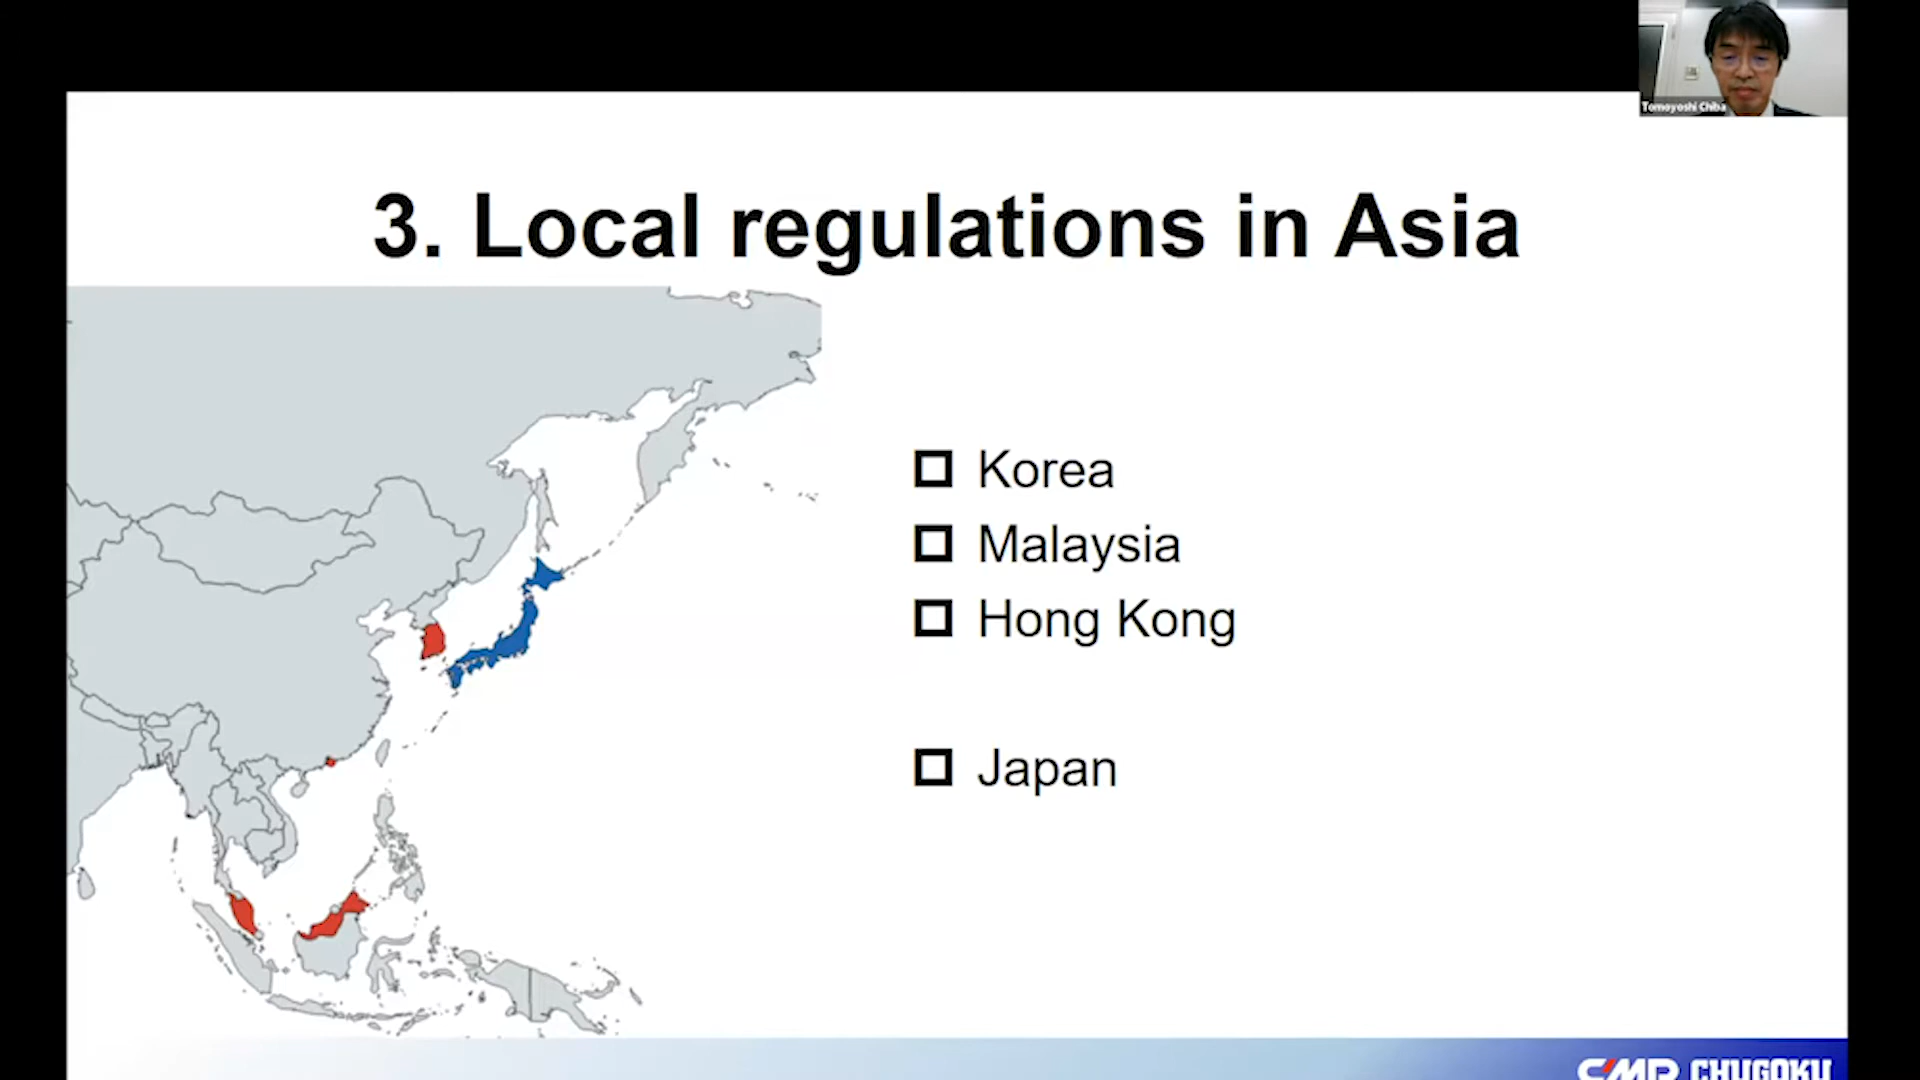 Tomoyoshi Chiba
3. Local regulations in Asia
Korea
Malaysia
Hong Kong
Japan
CMP CHUGOKU